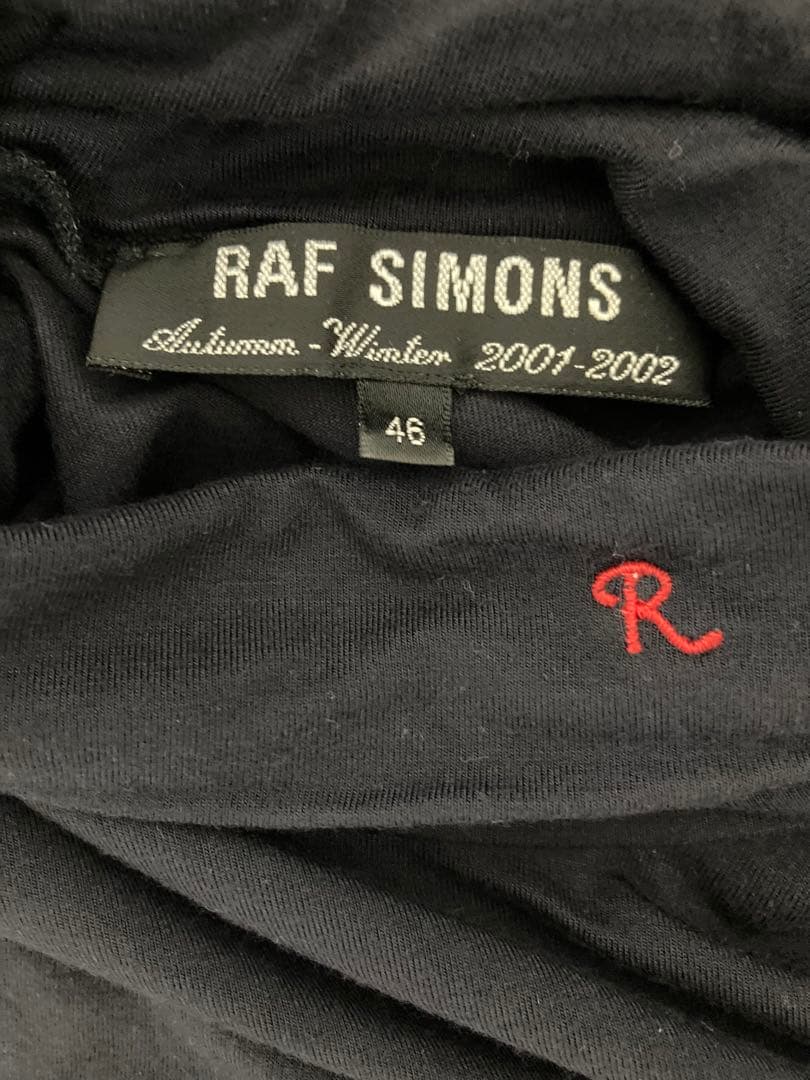 RAF SIMONS
Autumn - Winter 2001-2002
46
R